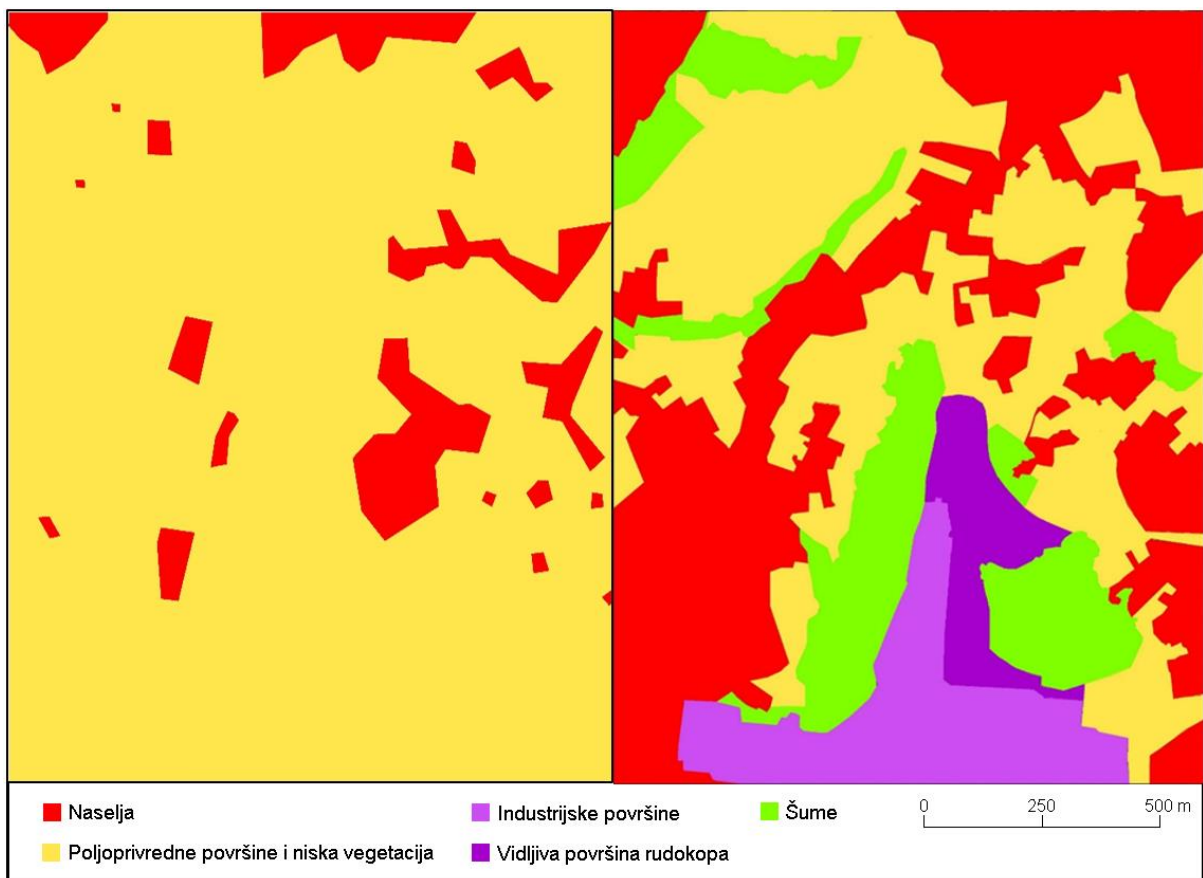 Naselja
Industrijske površine
Šume
0 250 500 m
Poljoprivredne površine i niska vegetacija
Vidljiva površina rudokopa